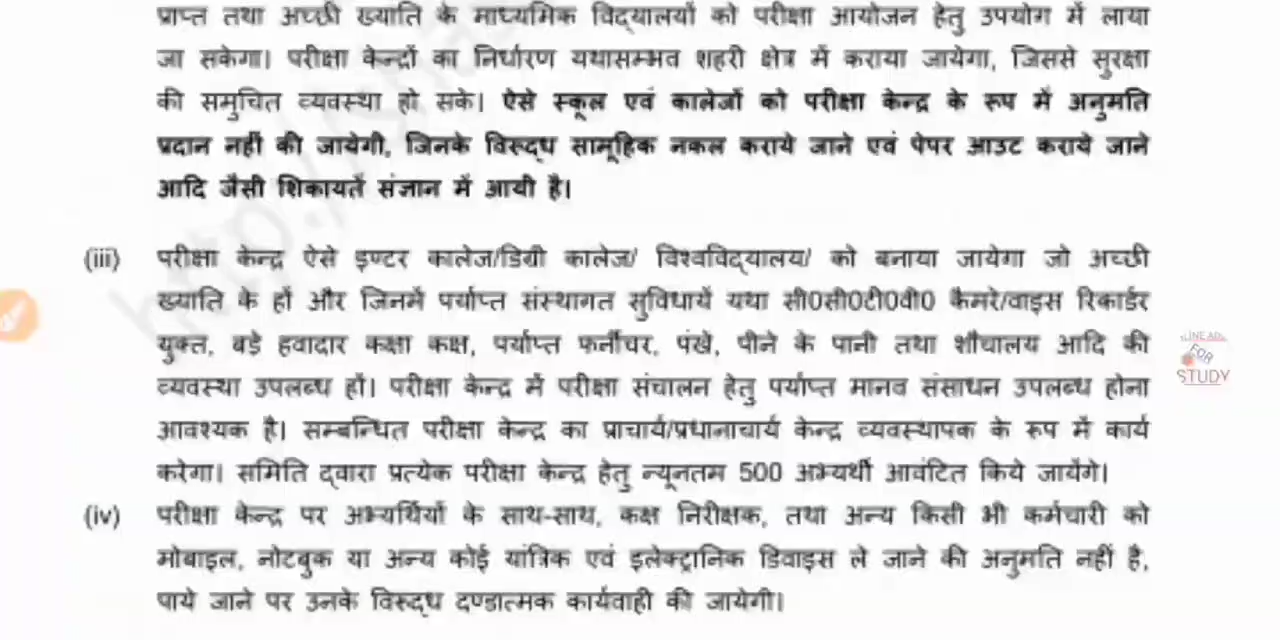 प्राप्त तथा अच्छी ख्याति के माध्यमिक विद्यालयों को परीक्षा आयोजन हेतु उपयोग में लाया
जा सकेगा। परीक्षा केन्द्रों का निर्धारण यथासम्भव शहरी क्षेत्र में कराया जायेगा, जिससे सुरक्षा
की समुचित व्यवस्था हो सके। ऐसे स्कूल एवं कालेजों को परीक्षा केन्द्र के रूप में अनुमति
प्रदान नहीं की जायेगी, जिनके विरूद्ध सामूहिक नकल कराये जाने एवं पेपर आउट कराये जाने
आदि जैसी शिकायतें संज्ञान में आयी है।
(iii) परीक्षा केन्द्र ऐसे इण्टर कालेज/डिग्री कालेज/ विश्वविद्यालय/ को बनाया जायेगा जो अच्छी
ख्याति के हों और जिनमें पर्याप्त संस्थागत सुविधायें यथा सी0सी0टी0वी0 कैमरे/वाइस रिकार्डर
युक्त, बड़े हवादार कक्षा कक्ष, पर्याप्त फर्नीचर, पंखे, पीने के पानी तथा शौचालय आदि की
व्यवस्था उपलब्ध हों। परीक्षा केन्द्र में परीक्षा संचालन हेतु पर्याप्त मानव संसाधन उपलब्ध होना
आवश्यक है। सम्बन्धित परीक्षा केन्द्र का प्राचार्य/प्रधानाचार्य केन्द्र व्यवस्थापक के रूप में कार्य
करेगा। समिति द्वारा प्रत्येक परीक्षा केन्द्र हेतु न्यूनतम 500 अभ्यर्थी आवंटित किये जायेंगे।
(iv) परीक्षा केन्द्र पर अभ्यर्थियों के साथ-साथ, कक्ष निरीक्षक, तथा अन्य किसी भी कर्मचारी को
मोबाइल, नोटबुक या अन्य कोई यांत्रिक एवं इलेक्ट्रानिक डिवाइस ले जाने की अनुमति नहीं है,
पाये जाने पर उनके विरूद्ध दण्डात्मक कार्यवाही की जायेगी।
FOR
STUDY